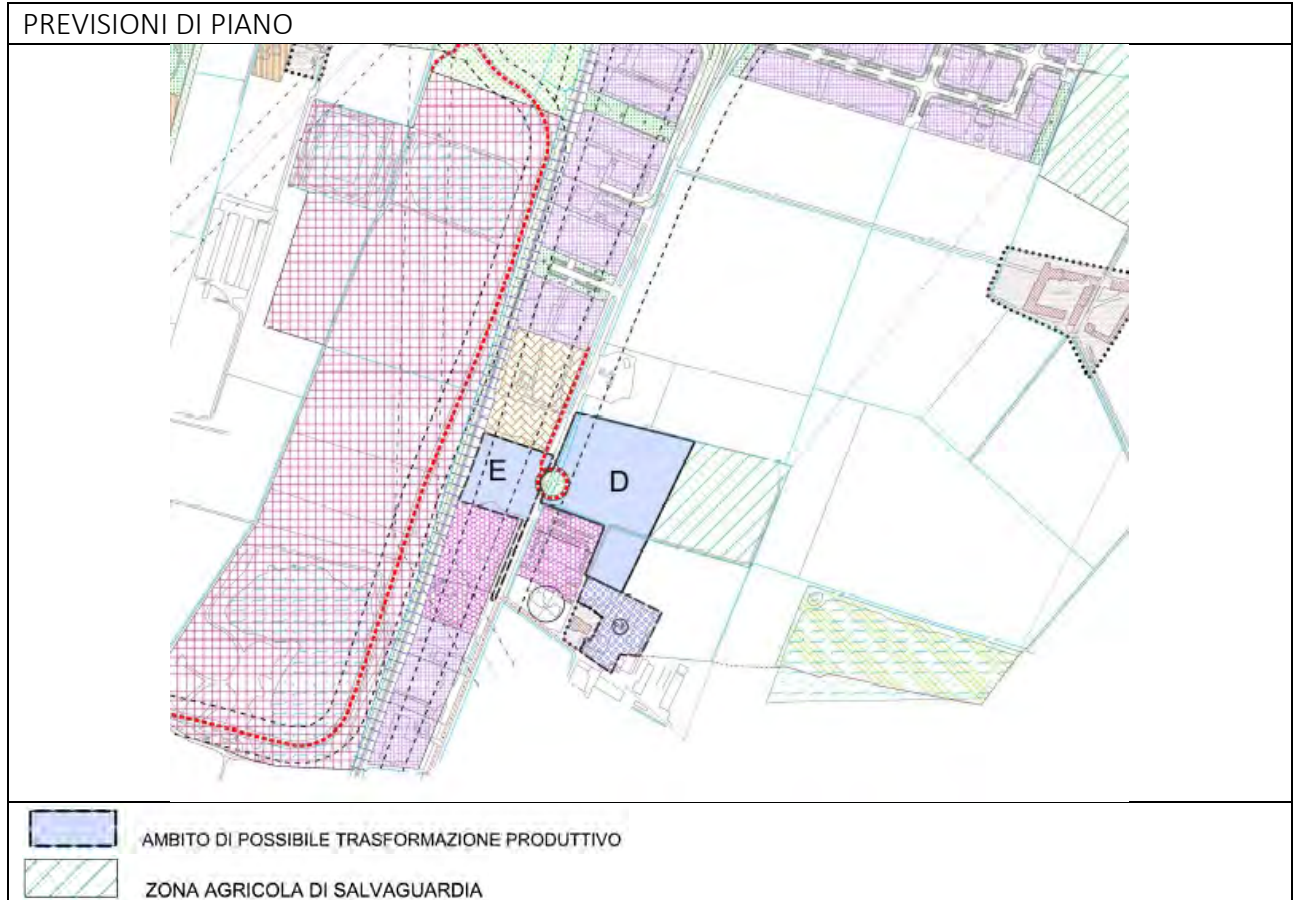 PREVISIONI DI PIANO
E
D
AMBITO DI POSSIBILE TRASFORMAZIONE PRODUTTIVO
ZONA AGRICOLA DI SALVAGUARDIA